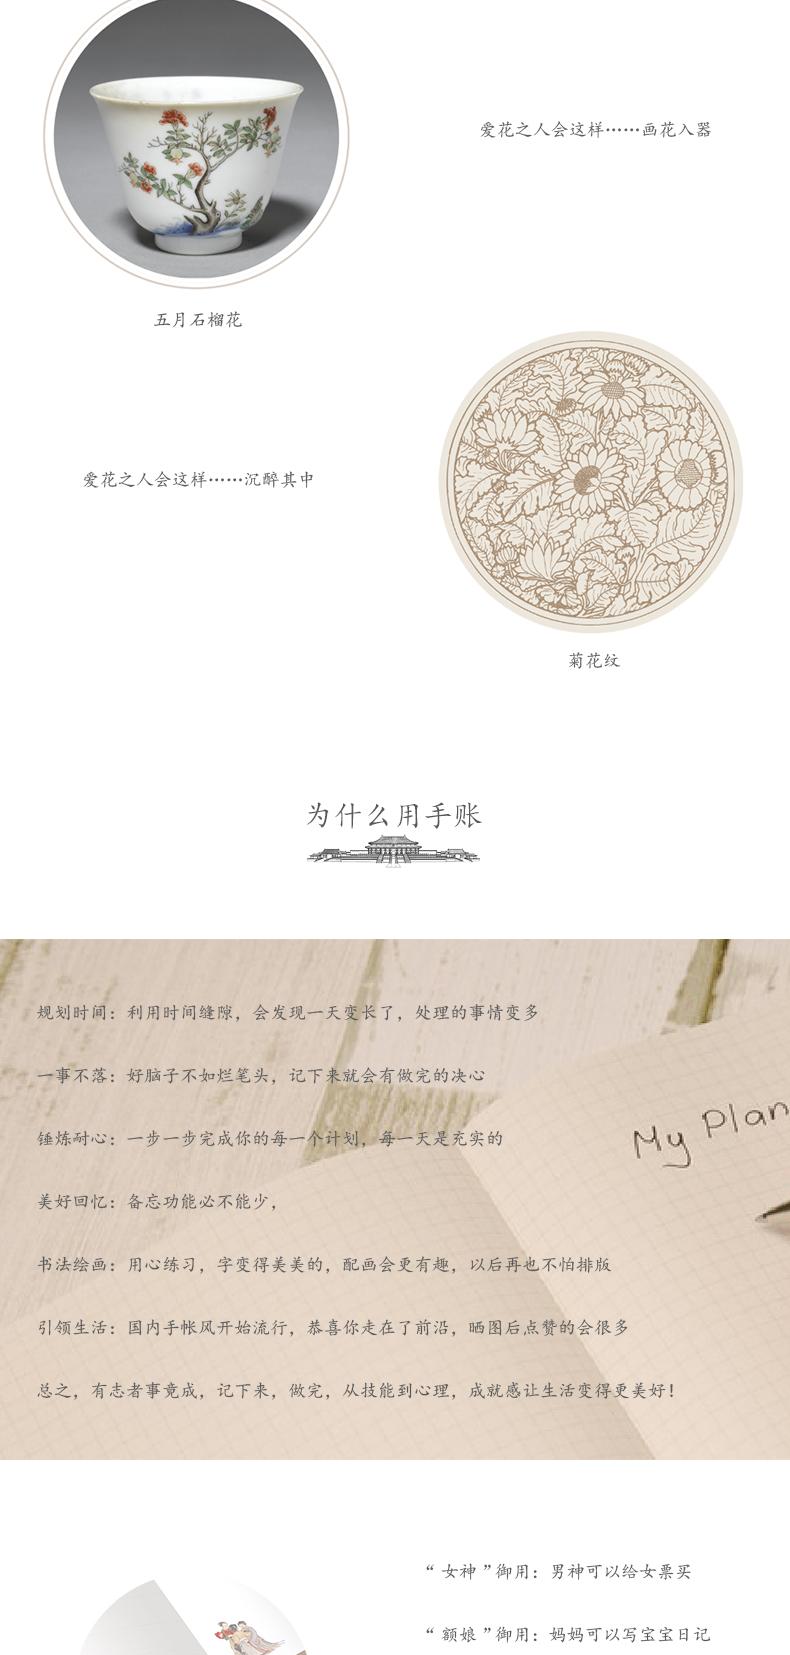 爱花之人会这样……画花入器
五月石榴花
爱花之人会这样……沉醉其中
菊花纹
为什么用手账
规划时间：利用时间缝隙，会发现一天变长了，处理的事情变多
一事不落：好脑子不如烂笔头，记下来就会有做完的决心
锤炼耐心：一步一步完成你的每一个计划，每一天是充实的
My Plan
美好回忆：备忘功能必不能少，
书法绘画：用心练习，字变得美美的，配画会更有趣，以后再也不怕排版
引领生活：国内手帐风开始流行，恭喜你走在了前沿，晒图后点赞的会很多
总之，有志者事竟成，记下来，做完，从技能到心理，成就感让生活变得更美好！
“女神”御用：男神可以给女票买
“额娘”御用：妈妈可以写宝宝日记